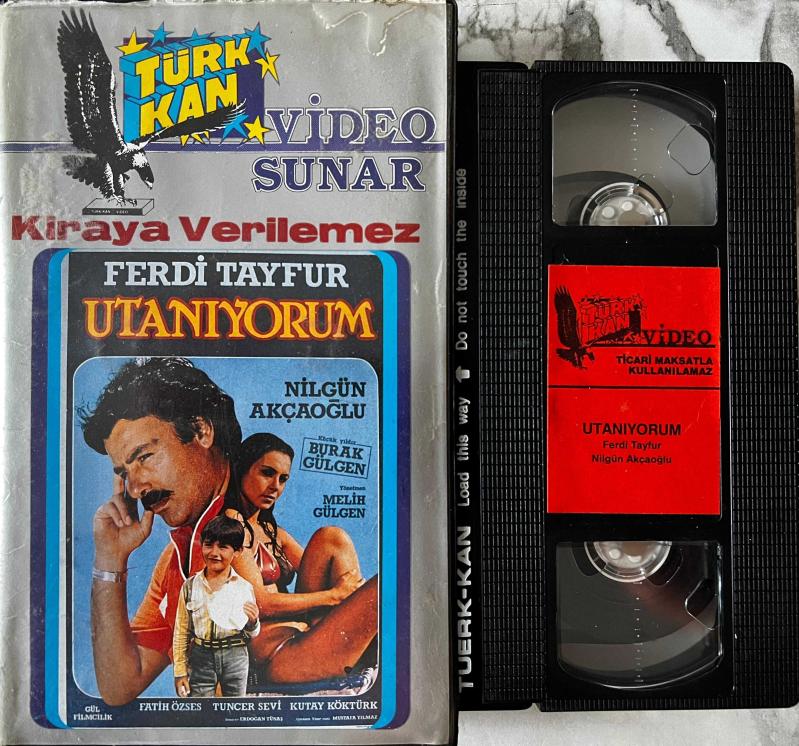 TÜRK
KAN
VİDEO
SUNAR
TÜRK-KAN VİDEO
Kiraya Verilemez
FERDİ TAYFUR
UTANIYORUM
NİLGÜN
AKÇAOĞLU
Küçük yıldız
BURAK
GÜLGEN
Yönetmen
MELİH
GÜLGEN
GÜL
FİLMCİLİK
FATİH ÖZSES TUNCER SEVİ KUTAY KÖKTÜRK
ERDOĞAN TÜNAŞ
MUSTAFA YILMAZ
TUERK-KAN Load this way Do not touch the inside
TÜRK
KAN
VİDEO
TİCARİ MAKSATLA
KULLANILAMAZ
UTANIYORUM
Ferdi Tayfur
Nilgün Akçaoğlu